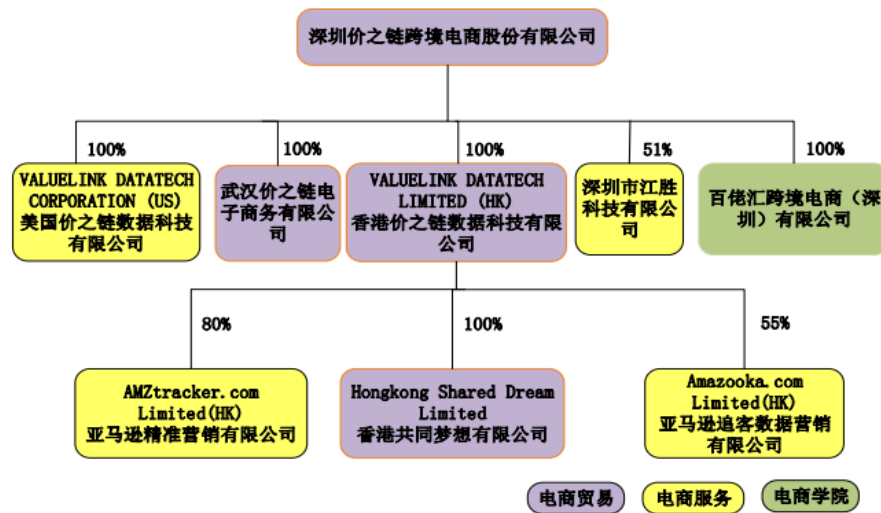 深圳价之链跨境电商股份有限公司
100%
100%
100%
51%
100%
VALUELINK DATATECH
CORPORATION (US)
美国价之链数据科技
有限公司
武汉价之链电
子商务有限公
司
VALUELINK DATATECH
LIMITED (HK)
香港价之链数据科技有限
公司
深圳市江胜
科技有限公
司
百佬汇跨境电商（深
圳）有限公司
80%
100%
55%
AMZtracker.com
Limited(HK)
亚马逊精准营销有限公司
Hongkong Shared Dream
Limited
香港共同梦想有限公司
Amazooka.com
Limited(HK)
亚马逊追客数据营销
有限公司
电商贸易
电商服务
电商学院